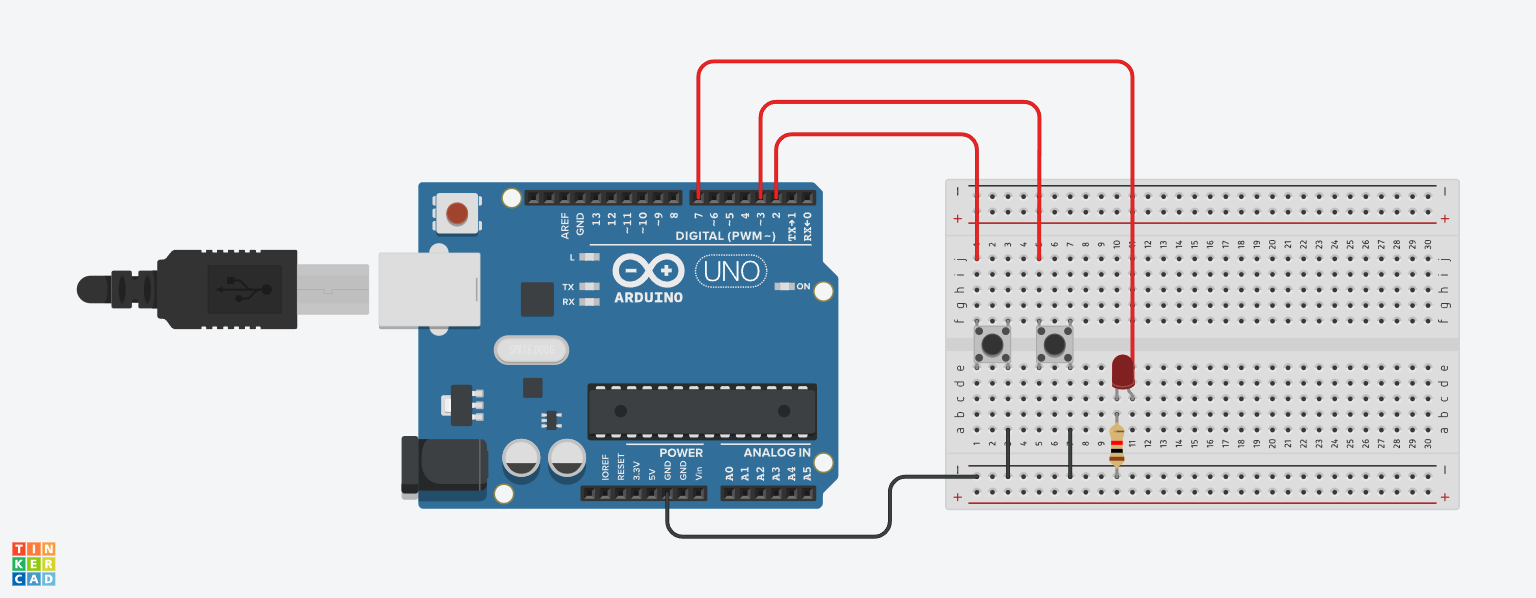 AREF
GND
13
12
~11
~10
~9
8
7
~6
~5
4
~3
2
TX→1
RX←0
DIGITAL (PWM~)
L
TX
RX
ARDUINO
UNO
ON
POWER
ANALOG IN
IOREF
RESET
3.3V
5V
GND
GND
Vin
A0
A1
A2
A3
A4
A5
1 2 3 4 5 6 7 8 9 10 11 12 13 14 15 16 17 18 19 20 21 22 23 24 25 26 27 28 29 30
j j
i i
h h
g g
f f
e e
d d
c c
b b
a a
1 2 3 4 5 6 7 8 9 10 11 12 13 14 15 16 17 18 19 20 21 22 23 24 25 26 27 28 29 30
TIN
KER
CAD